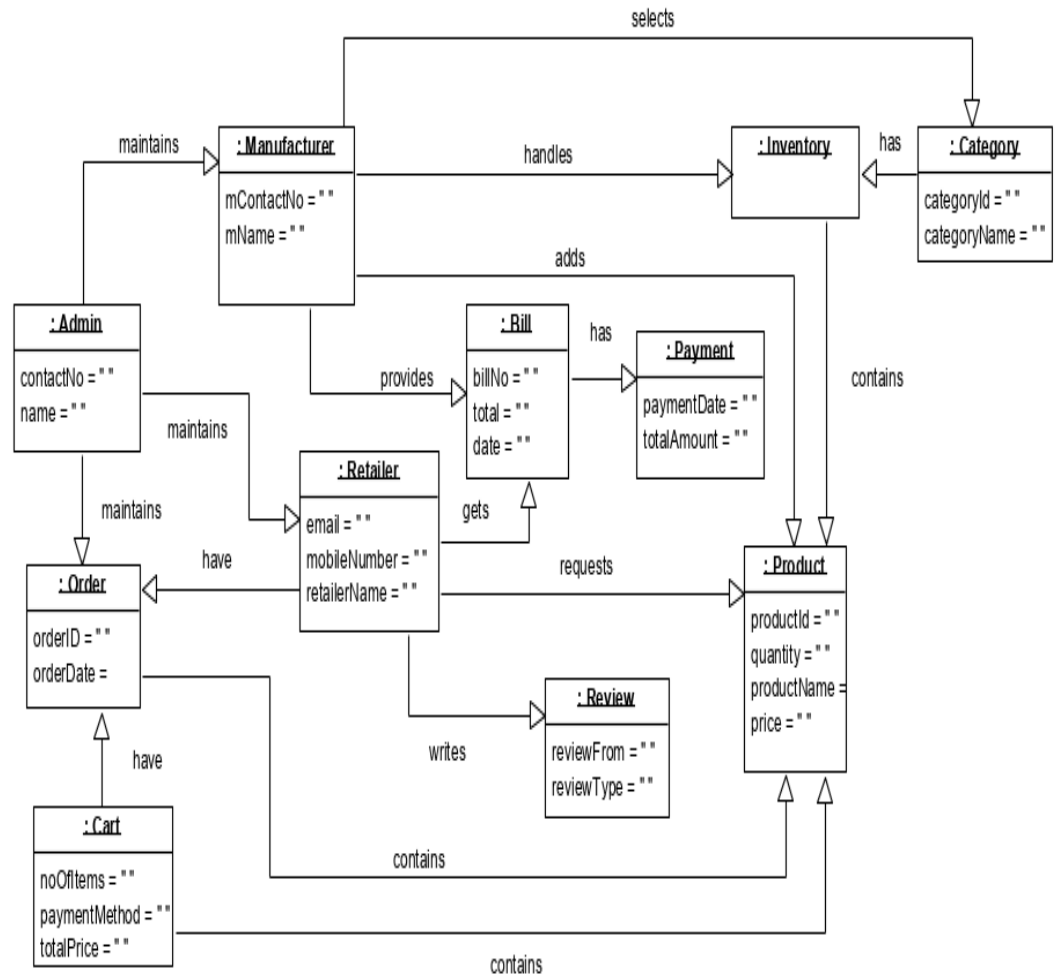 selects
maintains
: Manufacturer
mContactNo = " "
mName = " "
handles
: Inventory
has
: Category
categoryId = " "
categoryName = " "
adds
: Admin
contactNo = " "
name = " "
provides
: Bill
billNo = " "
total = " "
date = " "
has
: Payment
paymentDate = " "
totalAmount = " "
contains
maintains
: Retailer
email = " "
mobileNumber = " "
retailerName = " "
gets
maintains
have
requests
: Order
orderID = " "
orderDate =
: Product
productId = " "
quantity = " "
productName =
price = " "
: Review
reviewFrom = " "
reviewType = " "
writes
have
: Cart
noOfItems = " "
paymentMethod = " "
totalPrice = " "
contains
contains